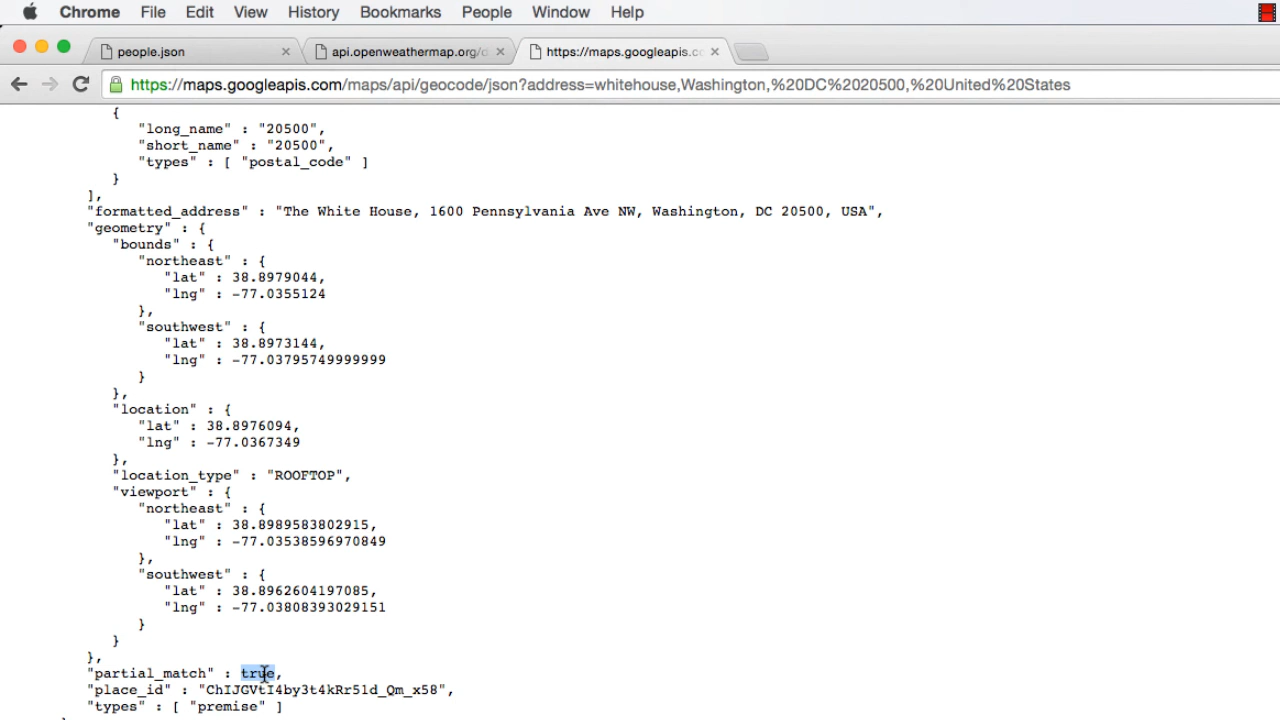 Chrome File Edit View History Bookmarks People Window Help
people.json × api.openweathermap.org/ × https://maps.googleapis.cc ×
https://maps.googleapis.com/maps/api/geocode/json?address=whitehouse,Washington,%20DC%2020500,%20United%20States
{
"long_name" : "20500",
"short_name" : "20500",
"types" : [ "postal_code" ]
}
],
"formatted_address" : "The White House, 1600 Pennsylvania Ave NW, Washington, DC 20500, USA",
"geometry" : {
"bounds" : {
"northeast" : {
"lat" : 38.8979044,
"lng" : -77.0355124
},
"southwest" : {
"lat" : 38.8973144,
"lng" : -77.03795749999999
}
},
"location" : {
"lat" : 38.8976094,
"lng" : -77.0367349
},
"location_type" : "ROOFTOP",
"viewport" : {
"northeast" : {
"lat" : 38.8989583802915,
"lng" : -77.03538596970849
},
"southwest" : {
"lat" : 38.8962604197085,
"lng" : -77.03808393029151
}
}
},
"partial_match" : true,
"place_id" : "ChIJGVtI4by3t4kRr51d_Qm_x58",
"types" : [ "premise" ]